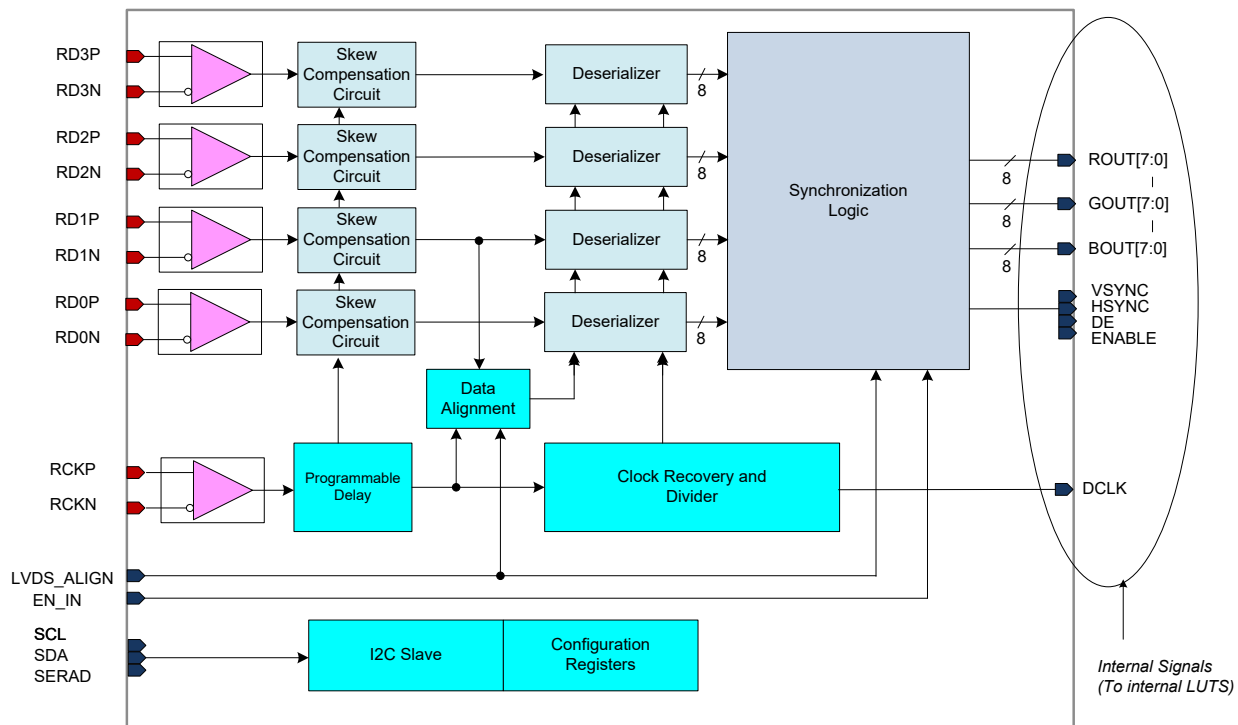 RD3P
RD3N
Skew
Compensation
Circuit
Deserializer
8
RD2P
RD2N
Skew
Compensation
Circuit
Deserializer
8
RD1P
RD1N
Skew
Compensation
Circuit
Deserializer
8
RD0P
RD0N
Skew
Compensation
Circuit
Deserializer
8
Synchronization
Logic
8
ROUT[7:0]
8
GOUT[7:0]
8
BOUT[7:0]
VSYNC
HSYNC
DE
ENABLE
Data
Alignment
RCKP
RCKN
Programmable
Delay
Clock Recovery and
Divider
DCLK
LVDS_ALIGN
EN_IN
SCL
SDA
SERAD
I2C Slave
Configuration
Registers
Internal Signals
(To internal LUTS)